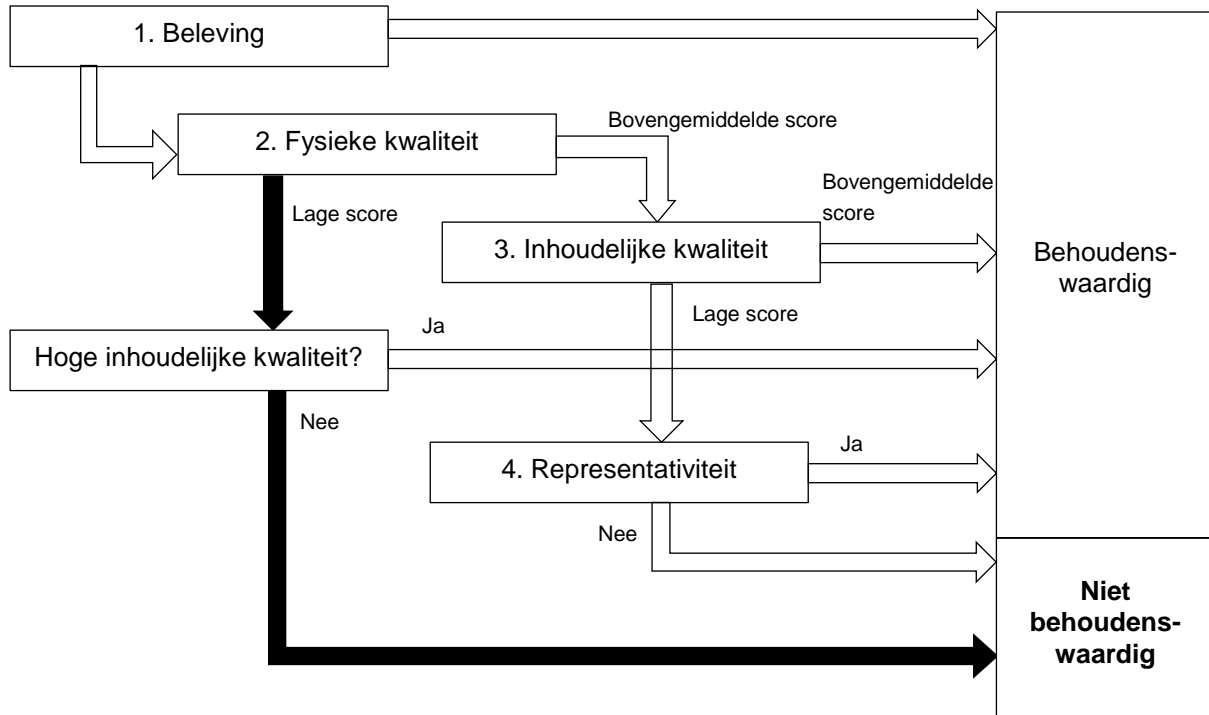 1. Beleving
2. Fysieke kwaliteit
Bovengemiddelde score
Bovengemiddelde
score
Lage score
3. Inhoudelijke kwaliteit
Behoudens-
waardig
Lage score
Ja
Hoge inhoudelijke kwaliteit?
Nee
Ja
4. Representativiteit
Nee
Niet
behoudens-
waardig